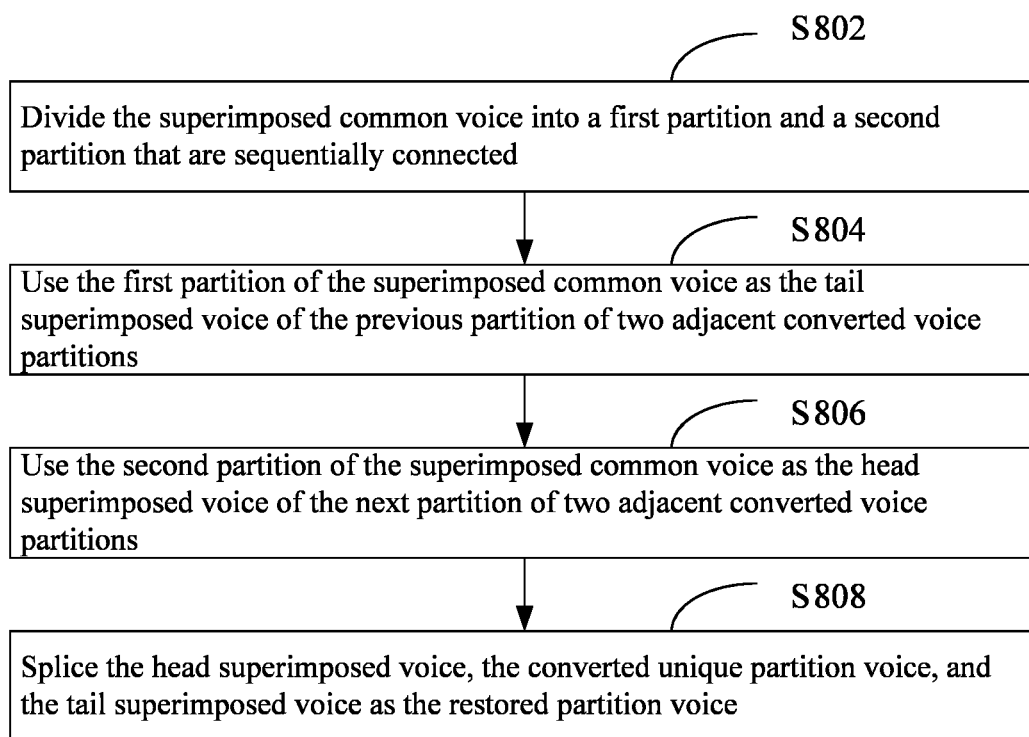 S802
Divide the superimposed common voice into a first partition and a second
partition that are sequentially connected
S804
Use the first partition of the superimposed common voice as the tail
superimposed voice of the previous partition of two adjacent converted voice
partitions
S806
Use the second partition of the superimposed common voice as the head
superimposed voice of the next partition of two adjacent converted voice
partitions
S808
Splice the head superimposed voice, the converted unique partition voice, and
the tail superimposed voice as the restored partition voice